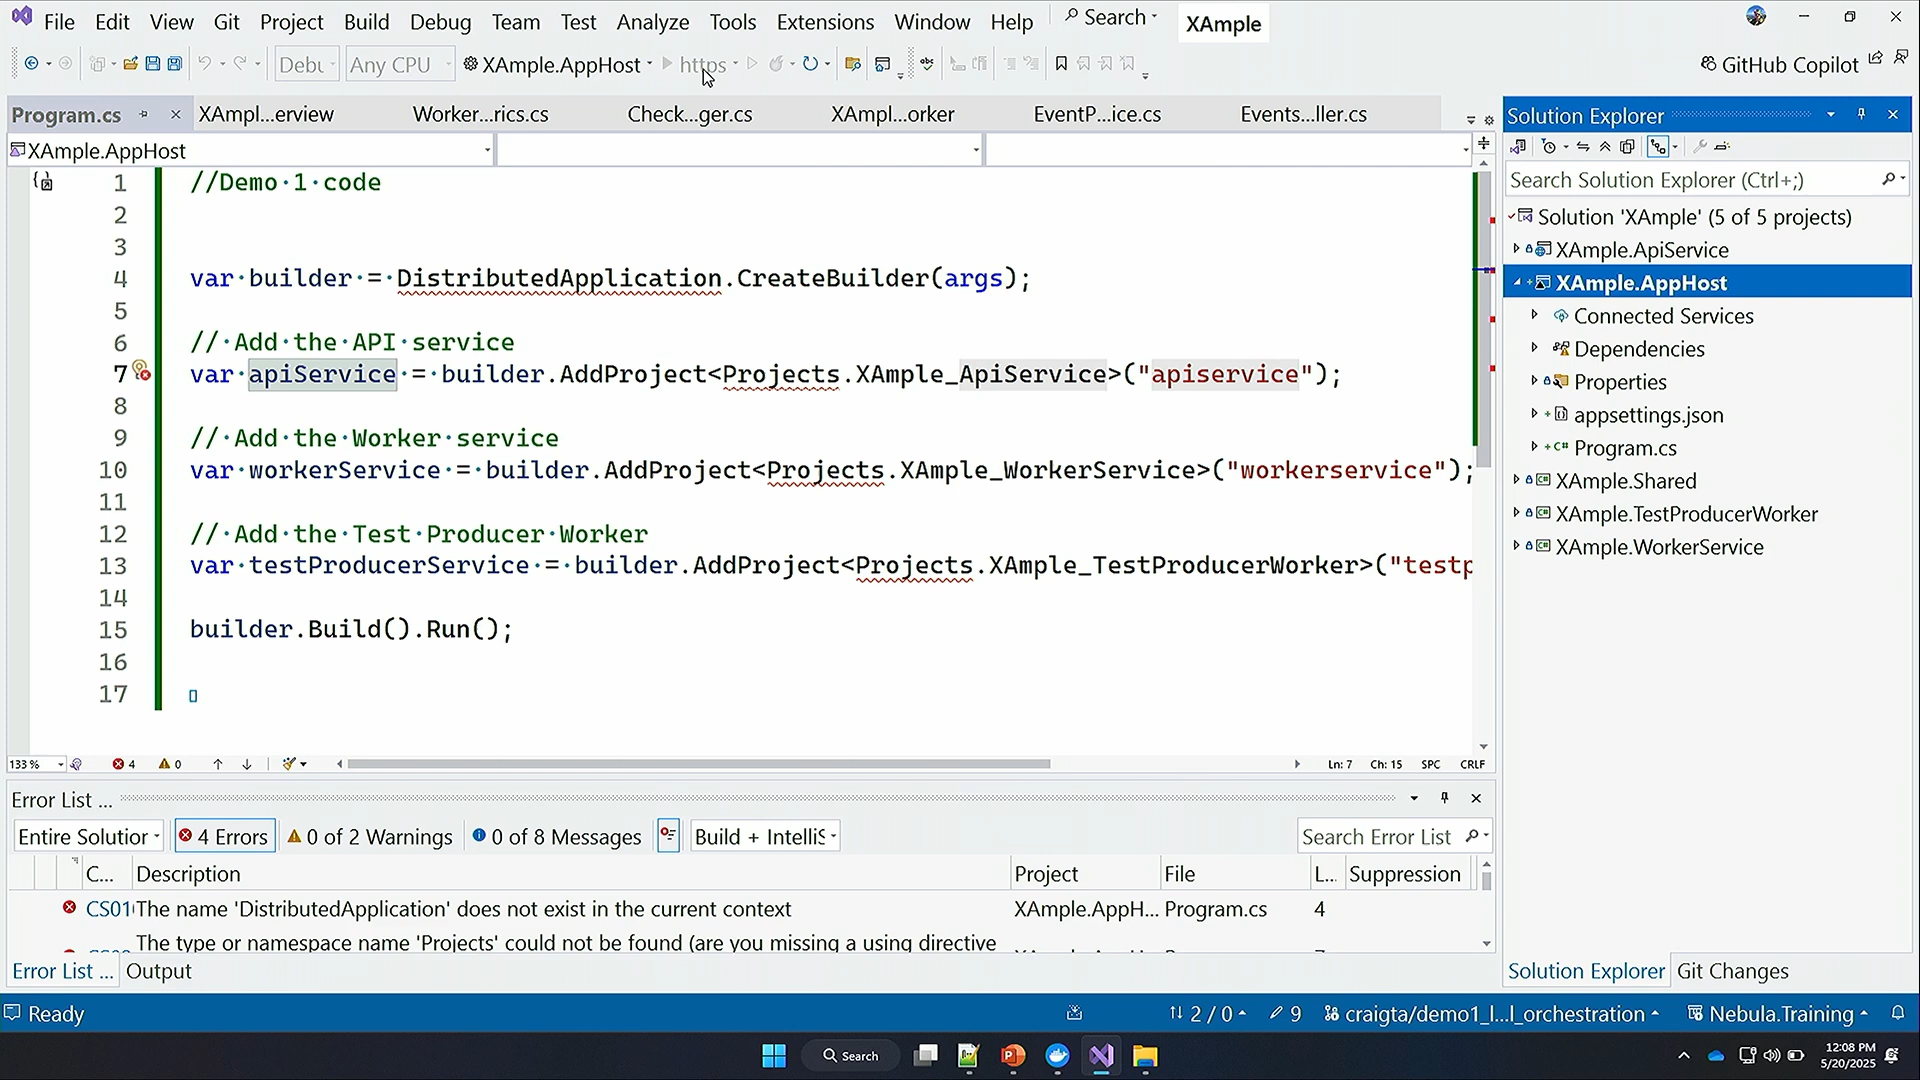 File Edit View Git Project Build Debug Team Test Analyze Tools Extensions Window Help Search XAmple
Debu Any CPU XAmple.AppHost https GitHub Copilot
Program.cs XAmpl...erview Worker...rics.cs Check...ger.cs XAmpl...orker EventP...ice.cs Events...ller.cs
XAmple.AppHost
1 //Demo 1 code
2
3
4 var builder = DistributedApplication.CreateBuilder(args);
5
6 // Add the API service
7 var apiService = builder.AddProject<Projects.XAmple_ApiService>("apiservice");
8
9 // Add the Worker service
10 var workerService = builder.AddProject<Projects.XAmple_WorkerService>("workerservice");
11
12 // Add the Test Producer Worker
13 var testProducerService = builder.AddProject<Projects.XAmple_TestProducerWorker>("testp
14
15 builder.Build().Run();
16
17
133 % 4 0 Ln: 7 Ch: 15 SPC CRLF
Error List ...
Entire Solutior 4 Errors 0 of 2 Warnings 0 of 8 Messages Build + IntelliS Search Error List
C... Description Project File L... Suppression
CS01 The name 'DistributedApplication' does not exist in the current context XAmple.AppH... Program.cs 4
The type or namespace name 'Projects' could not be found (are you missing a using directive
Error List ... Output
Solution Explorer
Search Solution Explorer (Ctrl+;)
Solution 'XAmple' (5 of 5 projects)
XAmple.ApiService
XAmple.AppHost
Connected Services
Dependencies
Properties
appsettings.json
Program.cs
XAmple.Shared
XAmple.TestProducerWorker
XAmple.WorkerService
Solution Explorer Git Changes
Ready 2 / 0 9 craigta/demo1_l...l_orchestration Nebula.Training
Search 12:08 PM
5/20/2025